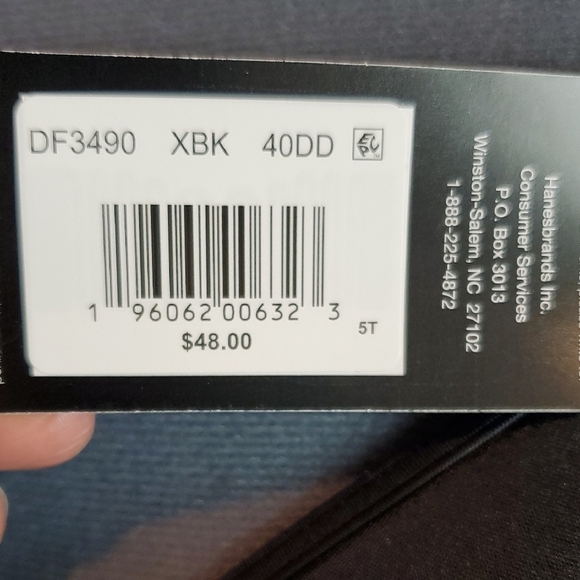 DF3490 XBK 40DD EPC
1 96062 00632 3
$48.00
5T
Hanesbrands Inc.
Consumer Services
P.O. Box 3013
Winston-Salem, NC 27102
1-888-225-4872